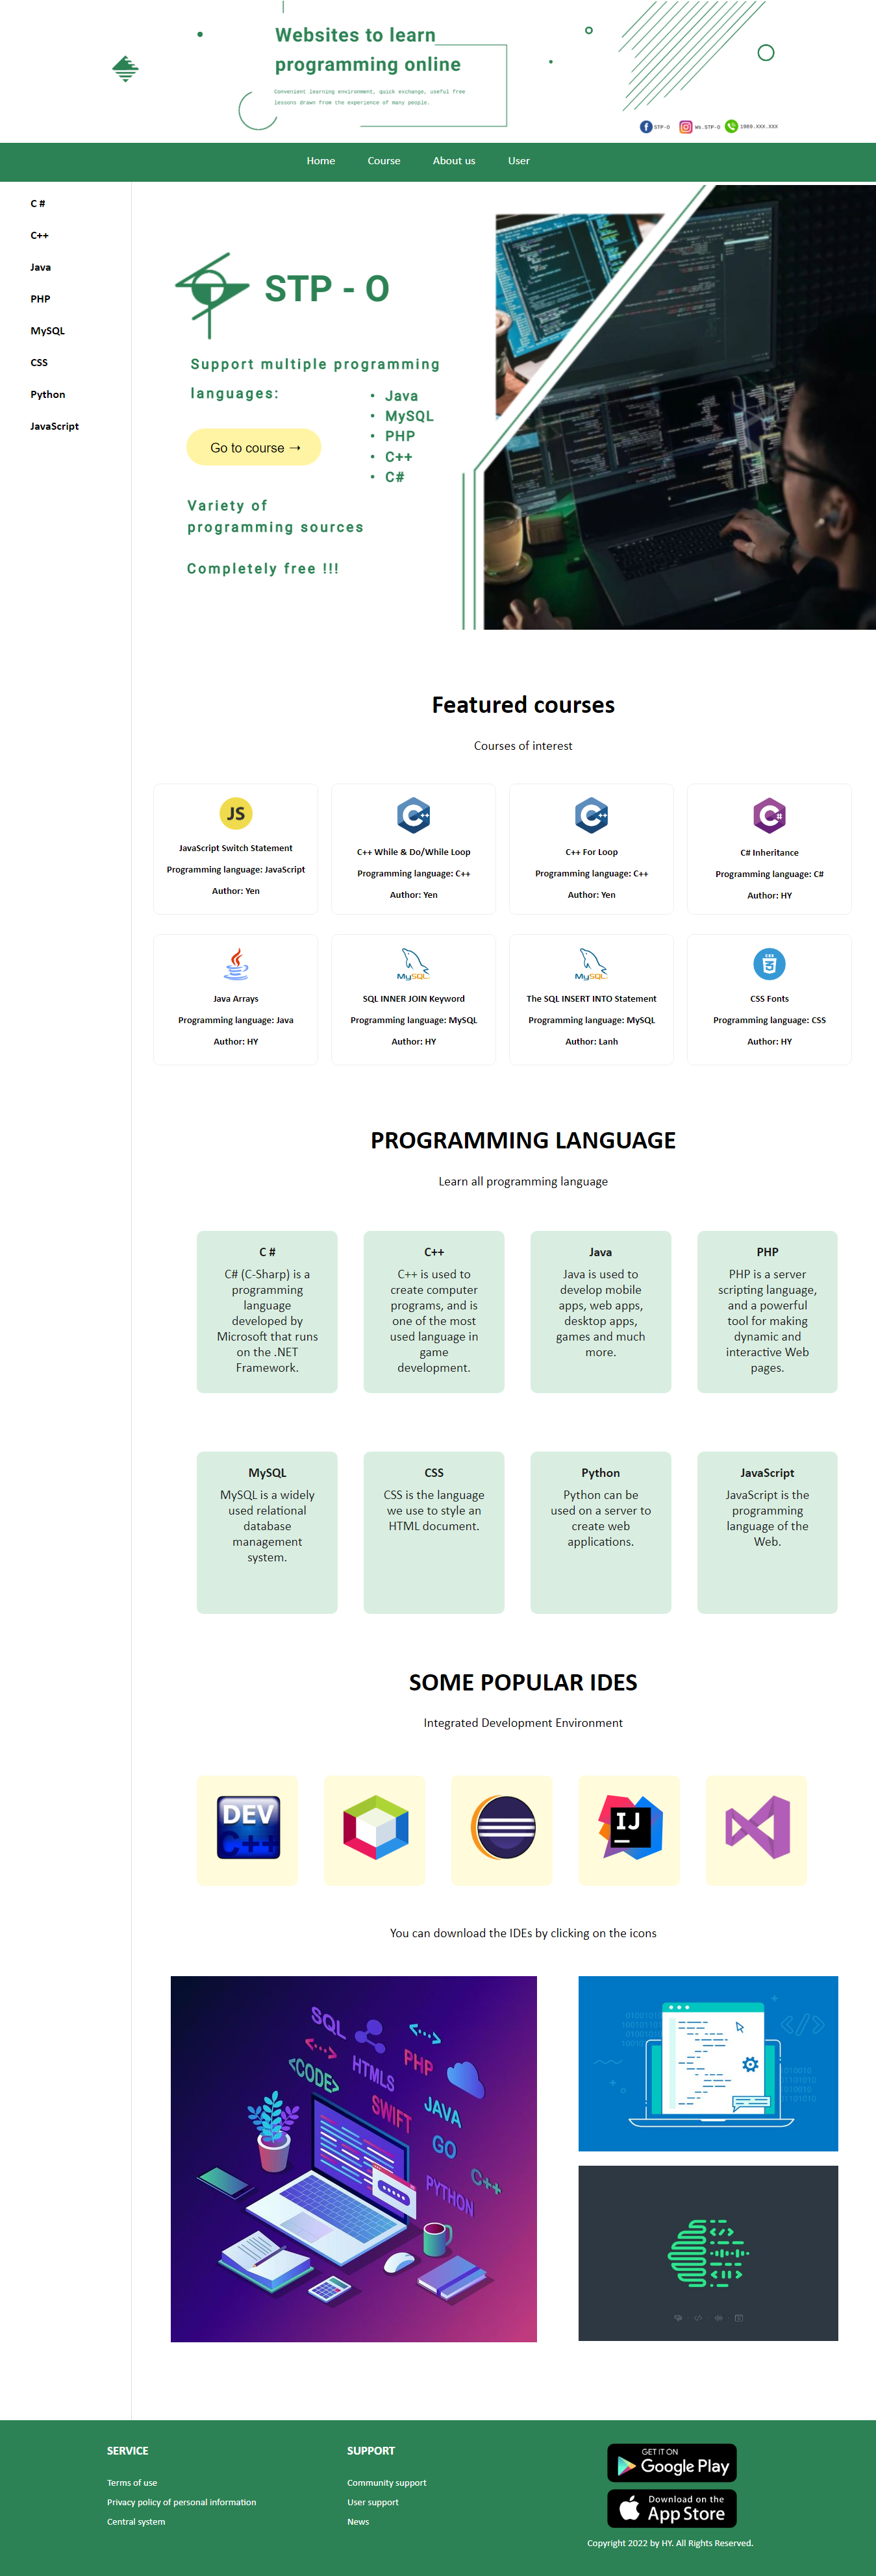 Websites to learn
programming online
Convenient learning environment, quick exchange, useful free
lessons drawn from the experience of many people.
STP-O
Ws.STP-O
1989.XXX.XXX
Home
Course
About us
User
C #
C++
Java
PHP
MySQL
CSS
Python
JavaScript
STP - O
Support multiple programming
languages:
• Java
• MySQL
• PHP
• C++
• C#
Go to course →
Variety of
programming sources
Completely free !!!
Featured courses
Courses of interest
JS
JavaScript Switch Statement
Programming language: JavaScript
Author: Yen
C++
C++ While & Do/While Loop
Programming language: C++
Author: Yen
C++
C++ For Loop
Programming language: C++
Author: Yen
C#
C# Inheritance
Programming language: C#
Author: HY
Java Arrays
Programming language: Java
Author: HY
MySQL
SQL INNER JOIN Keyword
Programming language: MySQL
Author: HY
MySQL
The SQL INSERT INTO Statement
Programming language: MySQL
Author: Lanh
3
CSS Fonts
Programming language: CSS
Author: HY
PROGRAMMING LANGUAGE
Learn all programming language
C #
C# (C-Sharp) is a
programming
language
developed by
Microsoft that runs
on the .NET
Framework.
C++
C++ is used to
create computer
programs, and is
one of the most
used language in
game
development.
Java
Java is used to
develop mobile
apps, web apps,
desktop apps,
games and much
more.
PHP
PHP is a server
scripting language,
and a powerful
tool for making
dynamic and
interactive Web
pages.
MySQL
MySQL is a widely
used relational
database
management
system.
CSS
CSS is the language
we use to style an
HTML document.
Python
Python can be
used on a server to
create web
applications.
JavaScript
JavaScript is the
programming
language of the
Web.
SOME POPULAR IDES
Integrated Development Environment
DEV
C++
IJ
You can download the IDEs by clicking on the icons
SQL
<...>
<...>
PHP
<CODE>
HTML5
SWIFT
JAVA
GO
C++
PYTHON
</>
SERVICE
Terms of use
Privacy policy of personal information
Central system
SUPPORT
Community support
User support
News
GET IT ON
Google Play
Download on the
App Store
Copyright 2022 by HY. All Rights Reserved.